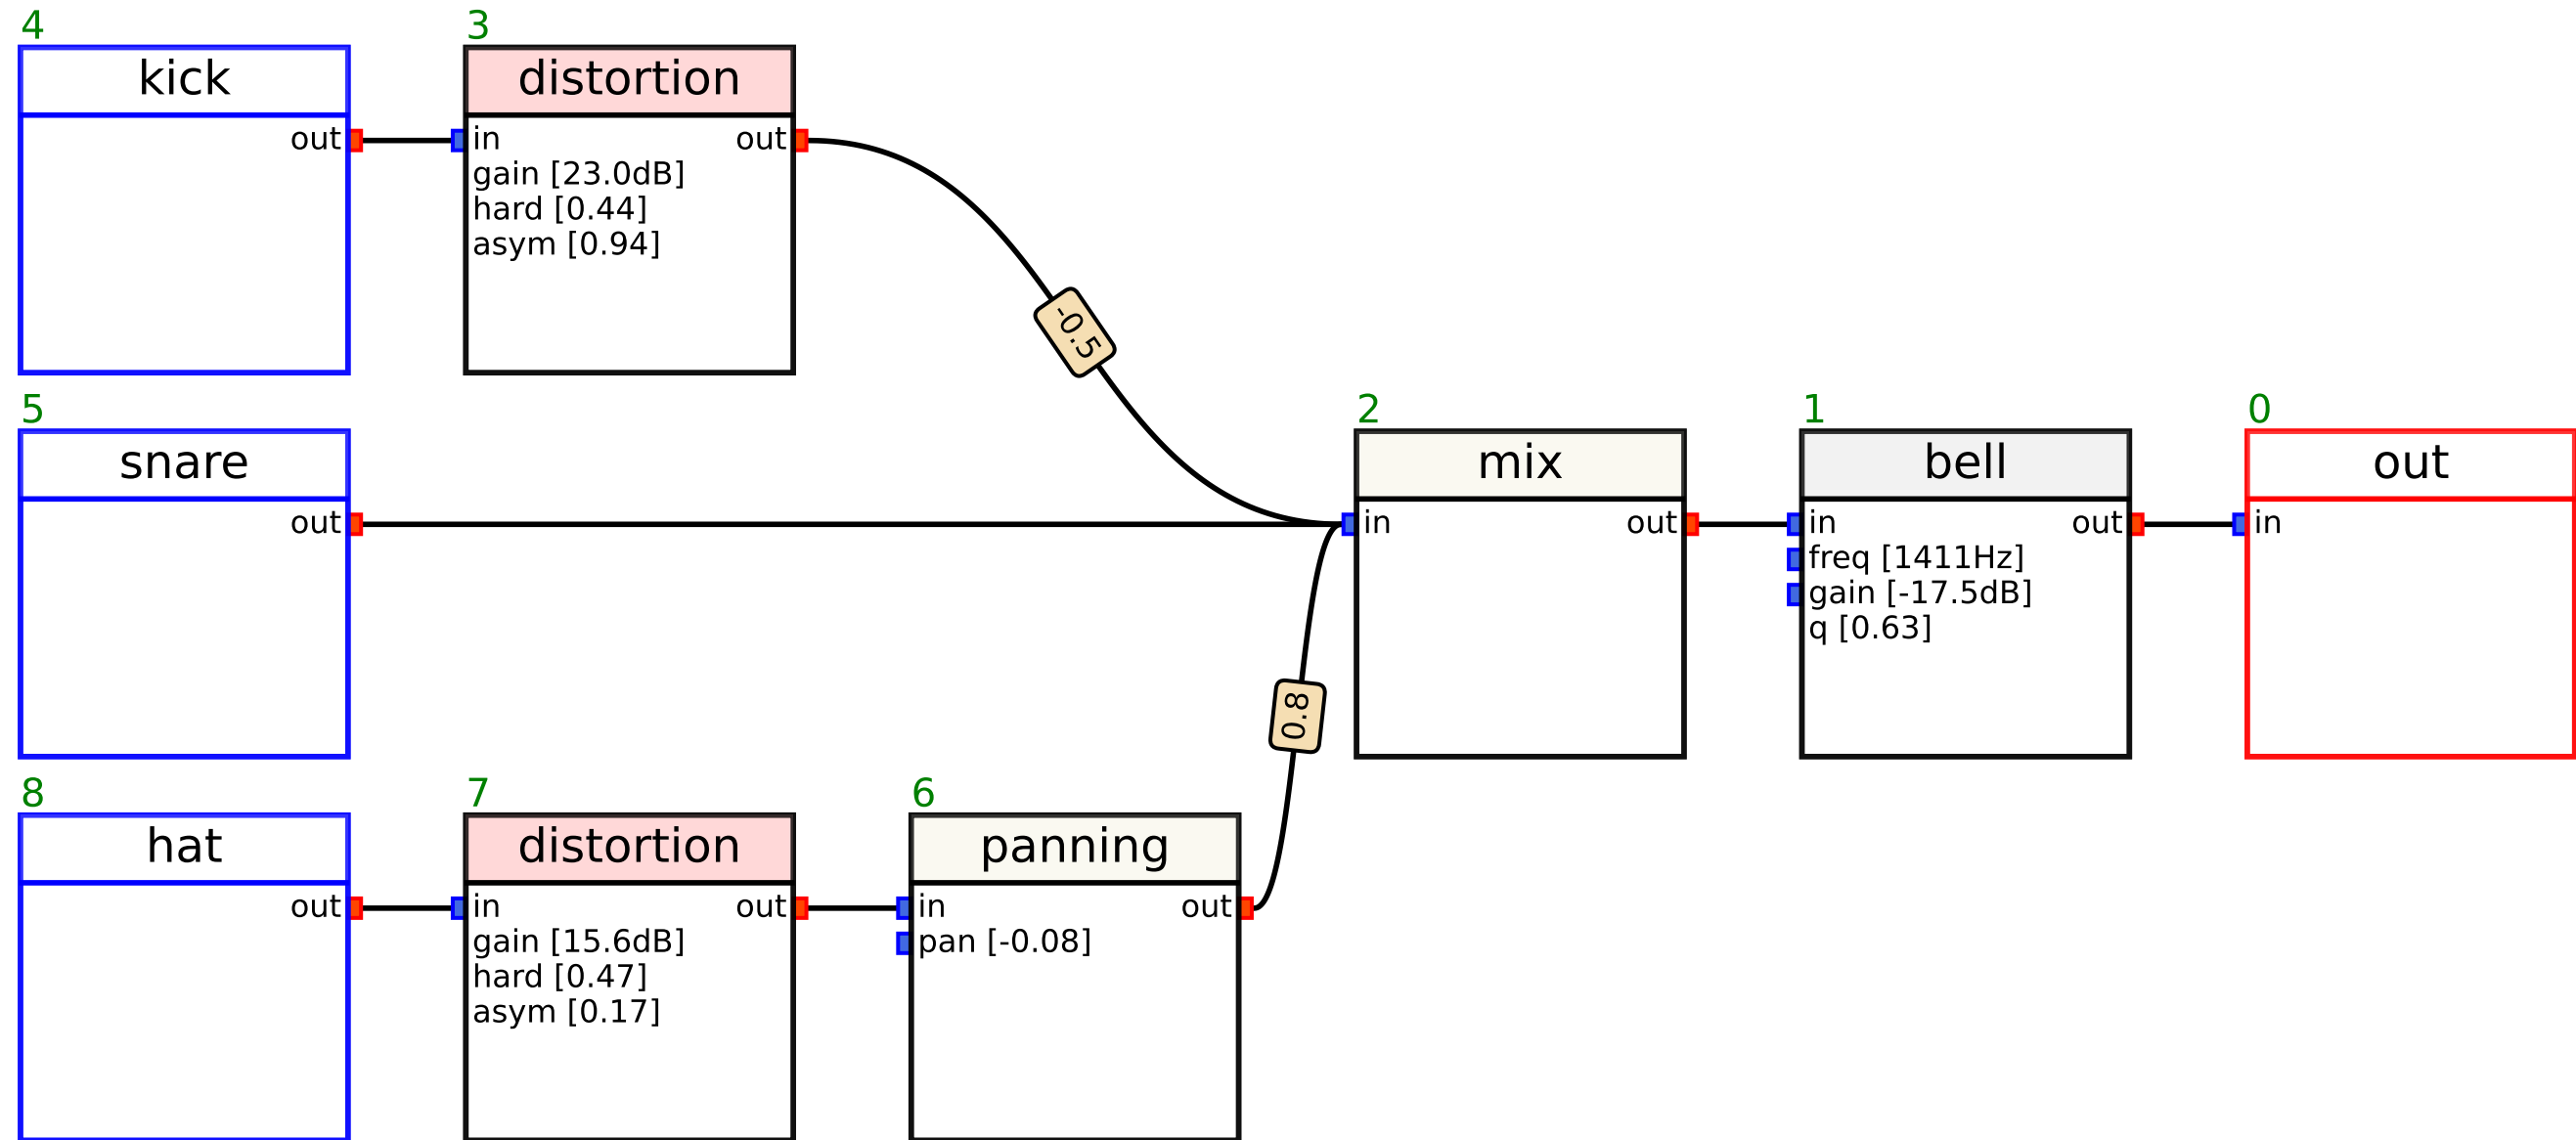 4
kick
out
3
distortion
in
out
gain [23.0dB]
hard [0.44]
asym [0.94]
-0.5
5
snare
out
2
mix
in
out
1
bell
in
out
freq [1411Hz]
gain [-17.5dB]
q [0.63]
0
out
in
0.8
8
hat
out
7
distortion
in
out
gain [15.6dB]
hard [0.47]
asym [0.17]
6
panning
in
out
pan [-0.08]